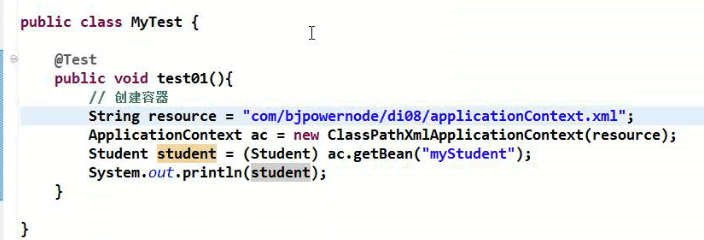 public class MyTest {
@Test
public void test01(){
// 创建容器
String resource = "com/bjpowernode/di08/applicationContext.xml";
ApplicationContext ac = new ClassPathXmlApplicationContext(resource);
Student student = (Student) ac.getBean("myStudent");
System.out.println(student);
}
}